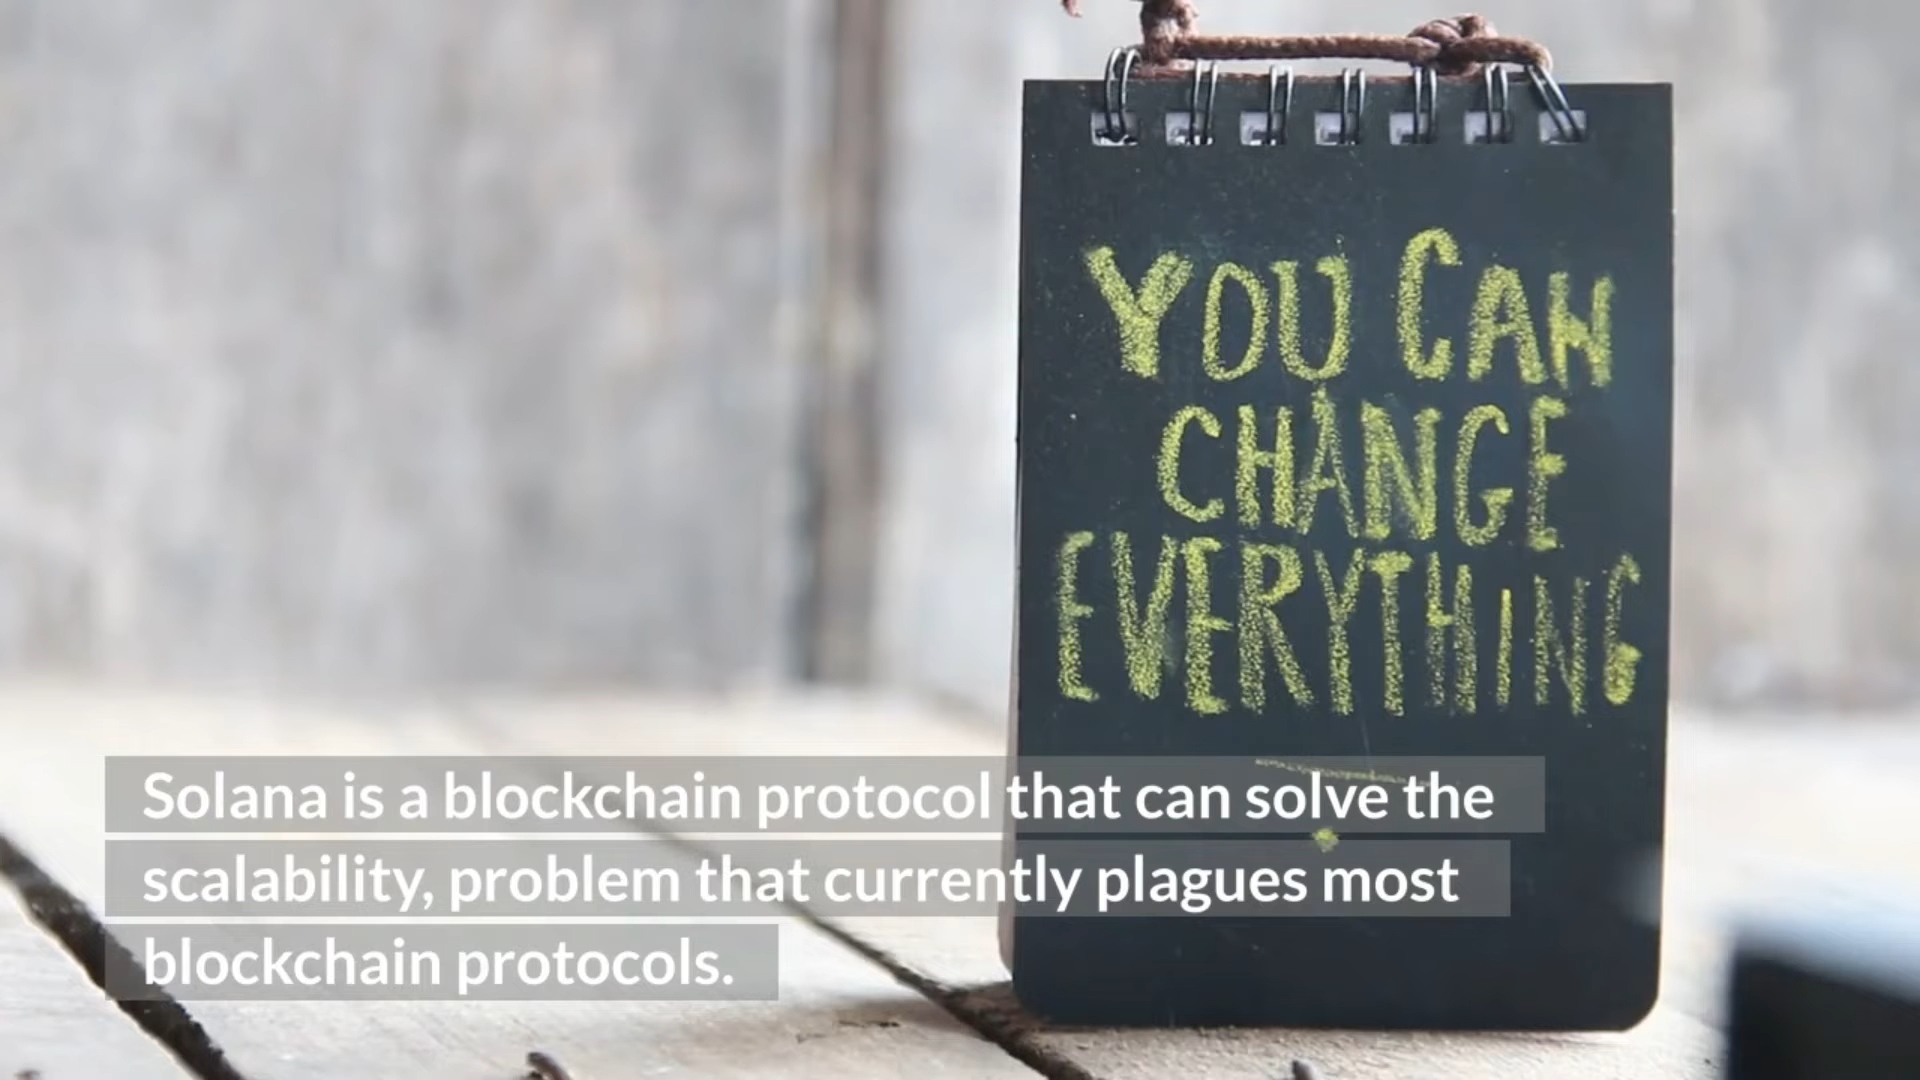 YOU CAN
CHANGE
EVERYTHING
Solana is a blockchain protocol that can solve the
scalability, problem that currently plagues most
blockchain protocols.